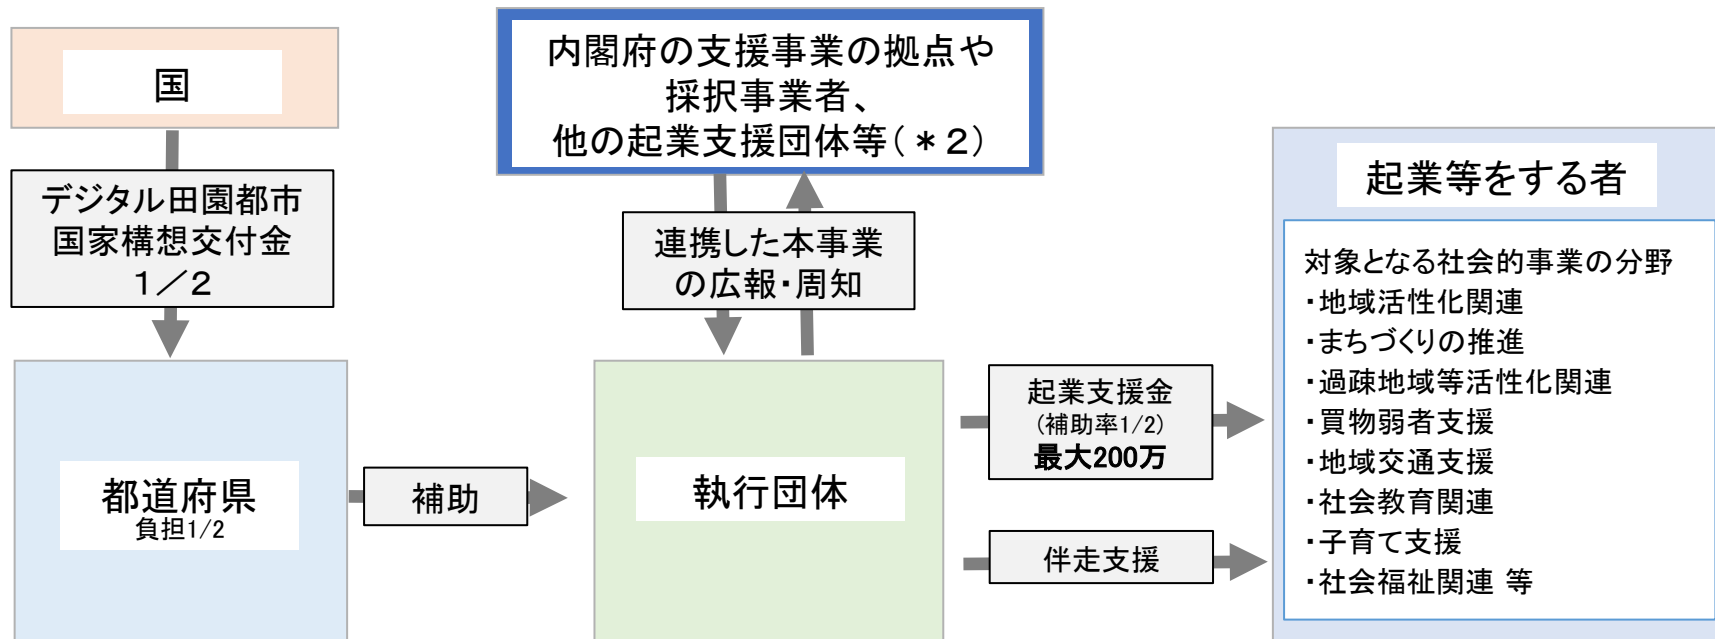 国
デジタル田園都市
国家構想交付金
１／２
都道府県
負担1/2
補助
内閣府の支援事業の拠点や
採択事業者、
他の起業支援団体等(＊２)
連携した本事業
の広報・周知
執行団体
起業支援金
(補助率1/2)
最大200万
伴走支援
起業等をする者
対象となる社会的事業の分野
・地域活性化関連
・まちづくりの推進
・過疎地域等活性化関連
・買物弱者支援
・地域交通支援
・社会教育関連
・子育て支援
・社会福祉関連 等